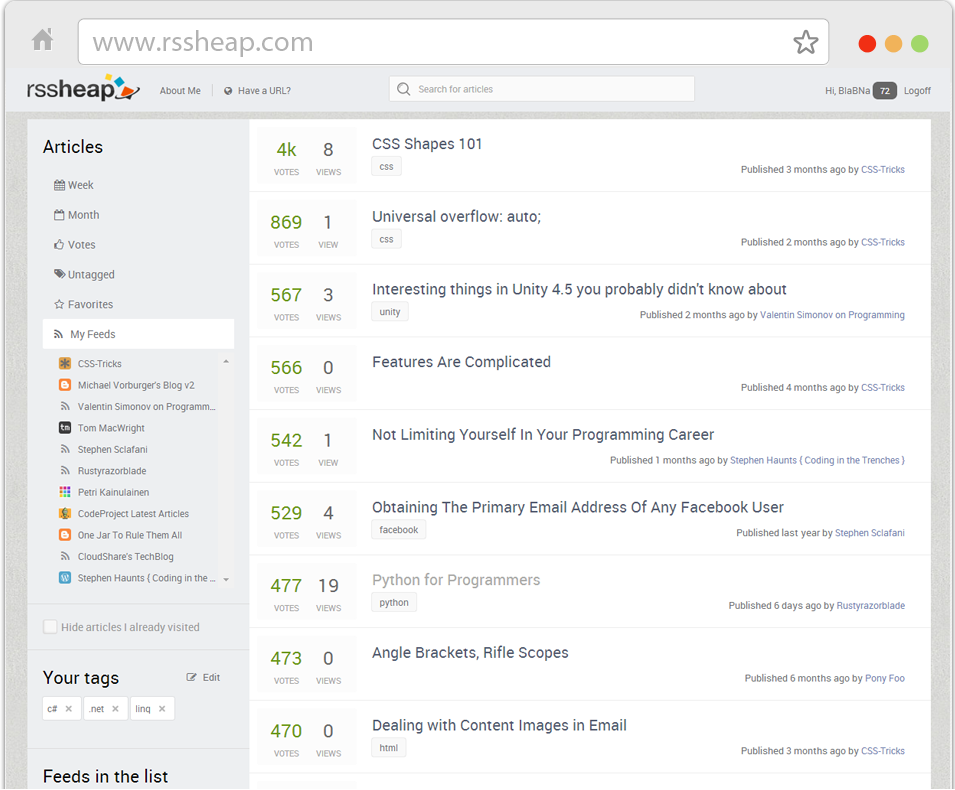 www.rssheap.com
rssheap
About Me
Have a URL?
Search for articles
Hi, BlaBNa 72 Logoff
Articles
Week
Month
Votes
Untagged
Favorites
My Feeds
CSS-Tricks
Michael Vorburger's Blog v2
Valentin Simonov on Programm...
Tom MacWright
Stephen Sclafani
Rustyrazorblade
Petri Kainulainen
CodeProject Latest Articles
One Jar To Rule Them All
CloudShare's TechBlog
Stephen Haunts { Coding in the ...
Hide articles I already visited
Your tags
Edit
c# × .net × linq ×
Feeds in the list
4k 8 CSS Shapes 101
VOTES VIEWS css
Published 3 months ago by CSS-Tricks
869 1 Universal overflow: auto;
VOTES VIEW css
Published 2 months ago by CSS-Tricks
567 3 Interesting things in Unity 4.5 you probably didn't know about
VOTES VIEWS unity
Published 2 months ago by Valentin Simonov on Programming
566 0 Features Are Complicated
VOTES VIEWS
Published 4 months ago by CSS-Tricks
542 1 Not Limiting Yourself In Your Programming Career
VOTES VIEW
Published 1 months ago by Stephen Haunts { Coding in the Trenches }
529 4 Obtaining The Primary Email Address Of Any Facebook User
VOTES VIEWS facebook
Published last year by Stephen Sclafani
477 19 Python for Programmers
VOTES VIEWS python
Published 6 days ago by Rustyrazorblade
473 0 Angle Brackets, Rifle Scopes
VOTES VIEWS
Published 6 months ago by Pony Foo
470 0 Dealing with Content Images in Email
VOTES VIEWS html
Published 3 months ago by CSS-Tricks